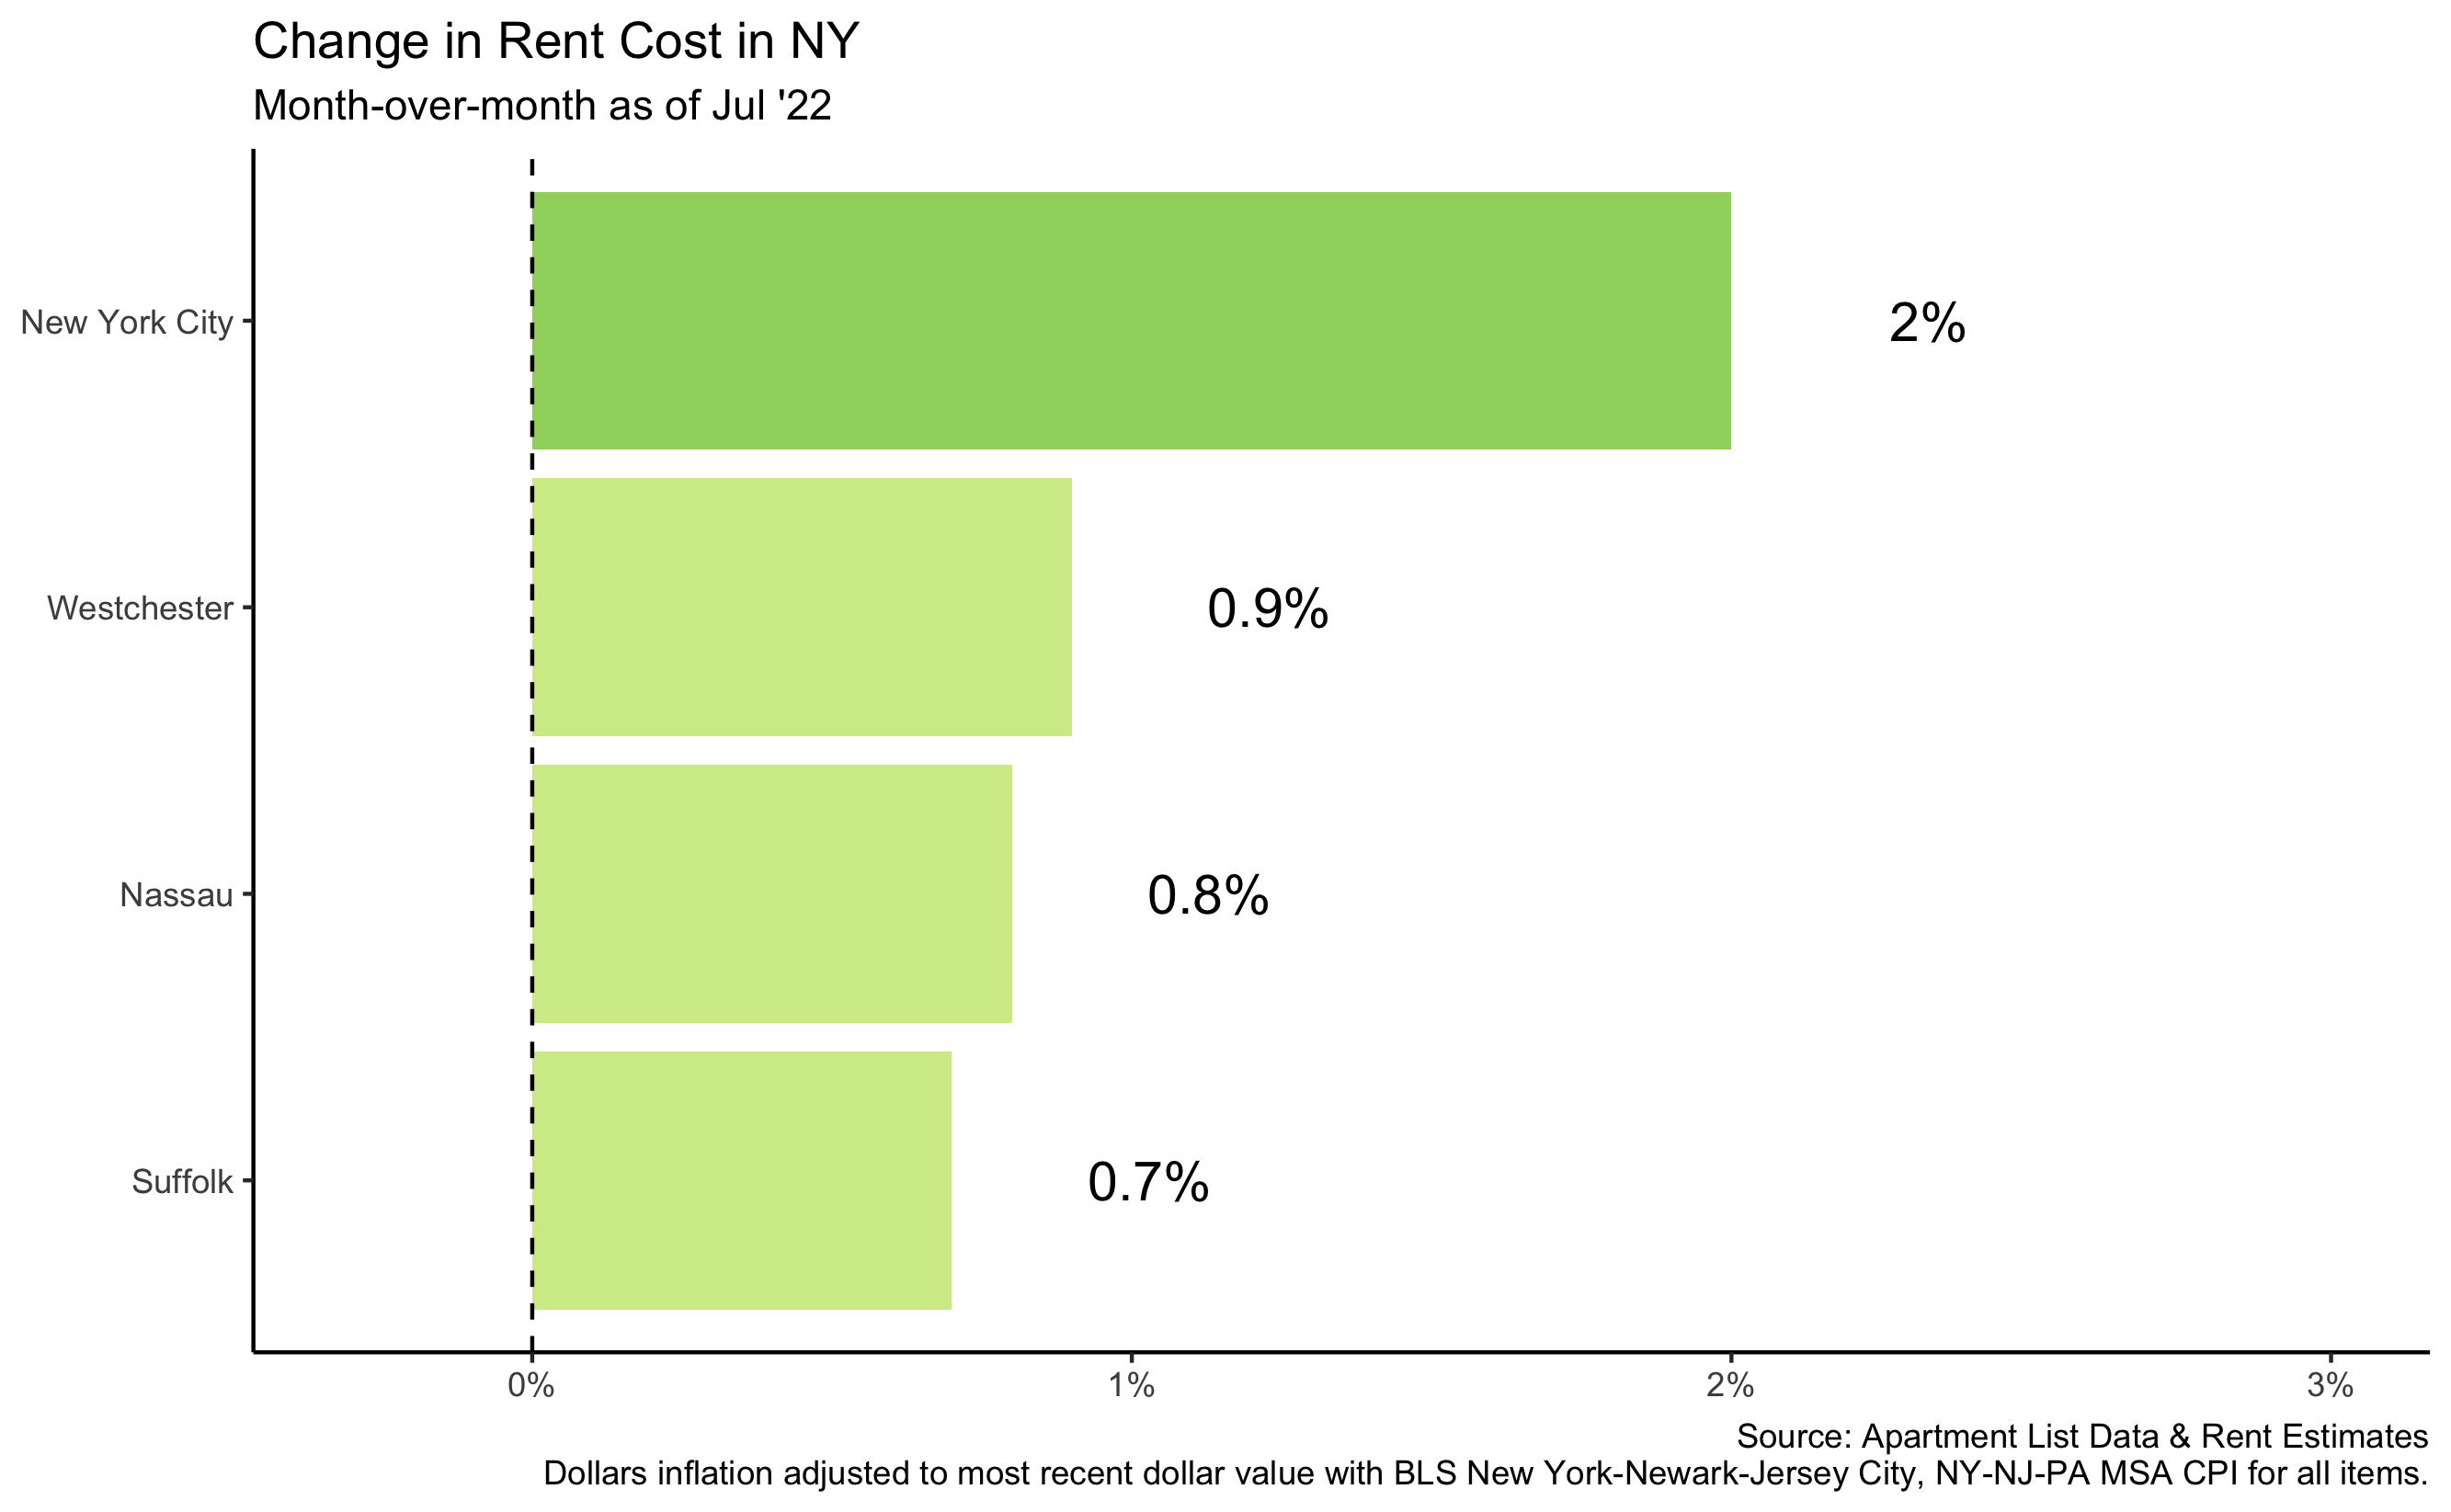 Change in Rent Cost in NY
Month-over-month as of Jul '22
New York City
2%
Westchester
0.9%
Nassau
0.8%
Suffolk
0.7%
0%
1%
2%
3%
Source: Apartment List Data & Rent Estimates
Dollars inflation adjusted to most recent dollar value with BLS New York-Newark-Jersey City, NY-NJ-PA MSA CPI for all items.